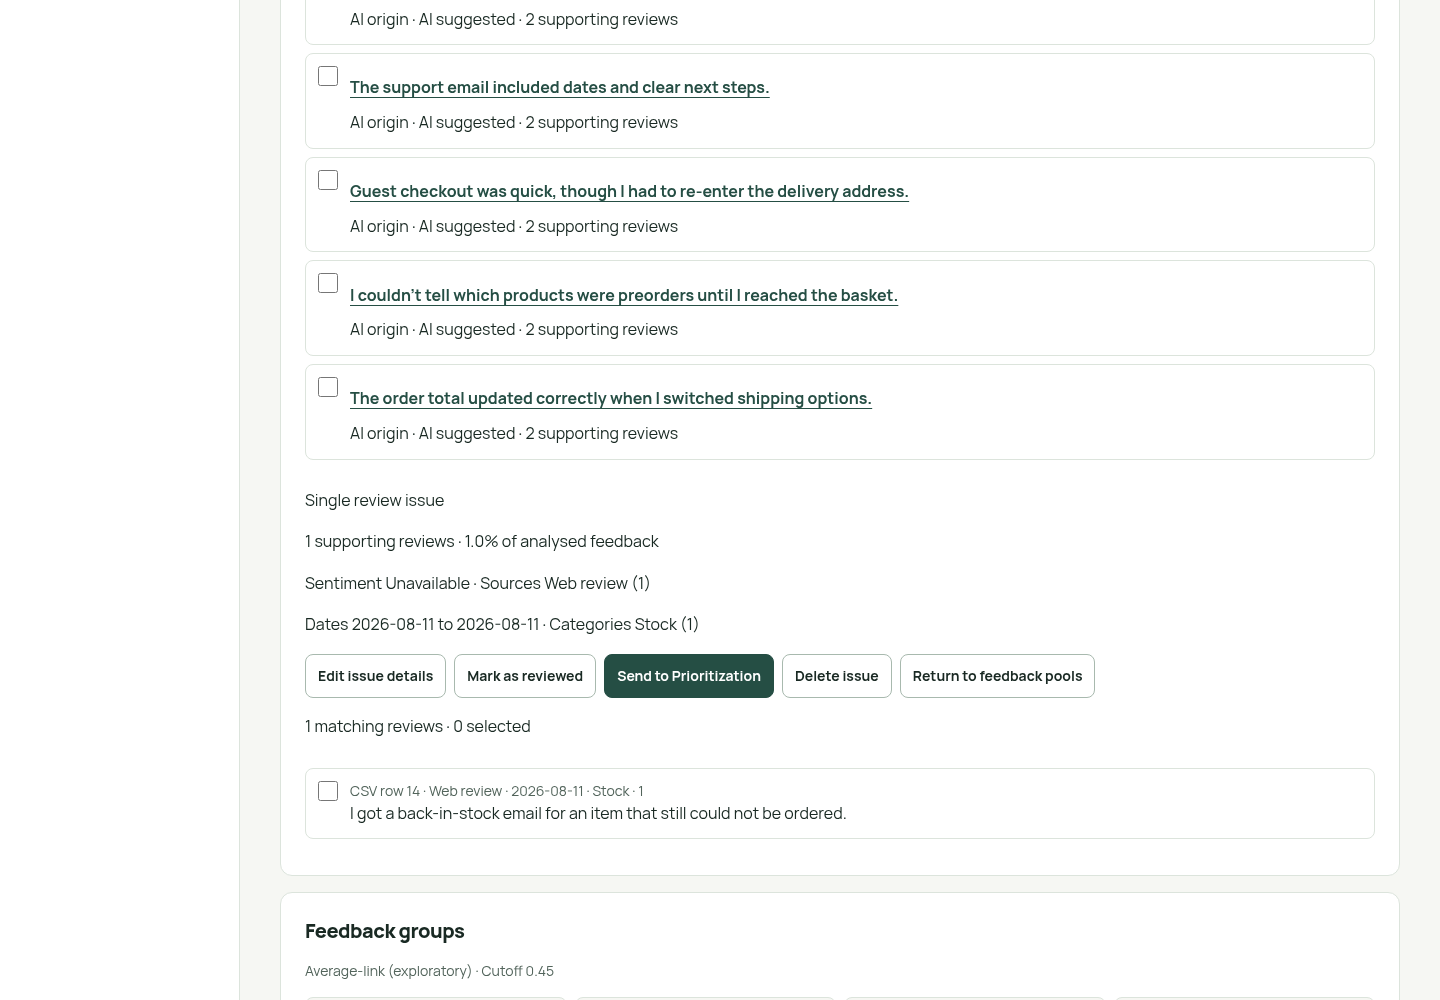 AI origin · AI suggested · 2 supporting reviews
The support email included dates and clear next steps.
AI origin · AI suggested · 2 supporting reviews
Guest checkout was quick, though I had to re-enter the delivery address.
AI origin · AI suggested · 2 supporting reviews
I couldn't tell which products were preorders until I reached the basket.
AI origin · AI suggested · 2 supporting reviews
The order total updated correctly when I switched shipping options.
AI origin · AI suggested · 2 supporting reviews
Single review issue
1 supporting reviews · 1.0% of analysed feedback
Sentiment Unavailable · Sources Web review (1)
Dates 2026-08-11 to 2026-08-11 · Categories Stock (1)
Edit issue details Mark as reviewed Send to Prioritization Delete issue Return to feedback pools
1 matching reviews · 0 selected
CSV row 14 · Web review · 2026-08-11 · Stock · 1
I got a back-in-stock email for an item that still could not be ordered.
Feedback groups
Average-link (exploratory) · Cutoff 0.45